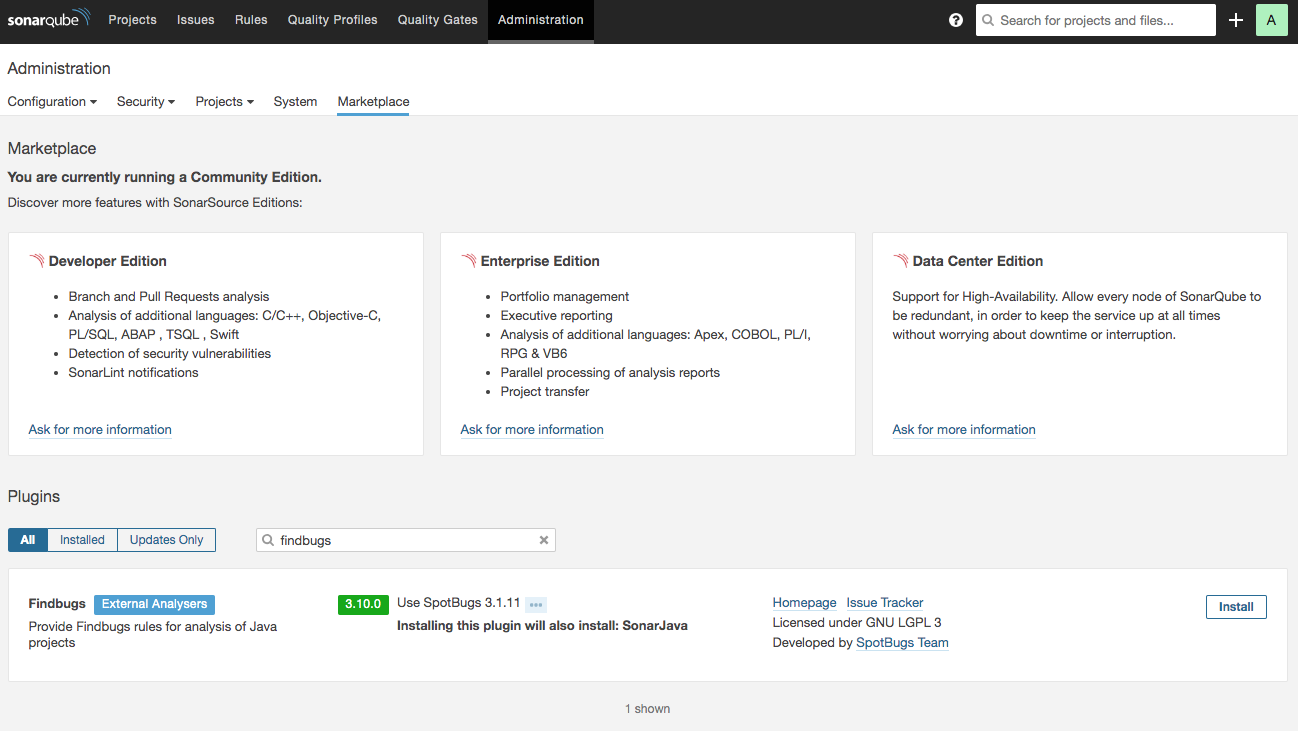 sonarqube Projects Issues Rules Quality Profiles Quality Gates Administration ? Search for projects and files... A
Administration
Configuration Security Projects System Marketplace
Marketplace
You are currently running a Community Edition.
Discover more features with SonarSource Editions:
Developer Edition
Branch and Pull Requests analysis
Analysis of additional languages: C/C++, Objective-C,
PL/SQL, ABAP , TSQL , Swift
Detection of security vulnerabilities
SonarLint notifications
Ask for more information
Enterprise Edition
Portfolio management
Executive reporting
Analysis of additional languages: Apex, COBOL, PL/I,
RPG & VB6
Parallel processing of analysis reports
Project transfer
Ask for more information
Data Center Edition
Support for High-Availability. Allow every node of SonarQube to
be redundant, in order to keep the service up at all times
without worrying about downtime or interruption.
Ask for more information
Plugins
All Installed Updates Only findbugs
Findbugs External Analysers
Provide Findbugs rules for analysis of Java
projects
3.10.0 Use SpotBugs 3.1.11 ...
Installing this plugin will also install: SonarJava
Homepage Issue Tracker
Licensed under GNU LGPL 3
Developed by SpotBugs Team
Install
1 shown